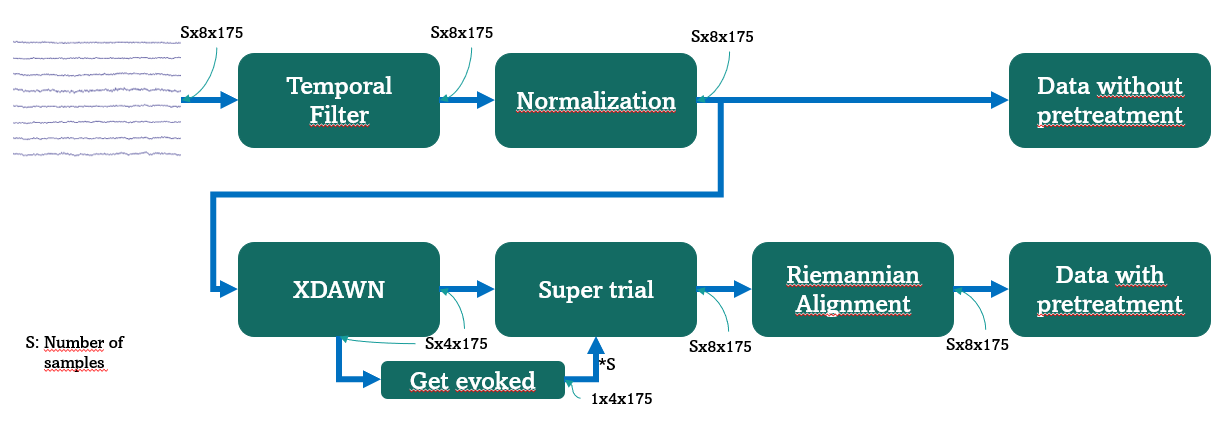 Sx8x175
Sx8x175
Sx8x175
Temporal
Filter
Normalization
Data without
pretreatment
XDAWN
Super trial
Riemannian
Alignment
Data with
pretreatment
S: Number of
samples
Sx4x175
Sx8x175
Sx8x175
*S
Get evoked
1x4x175